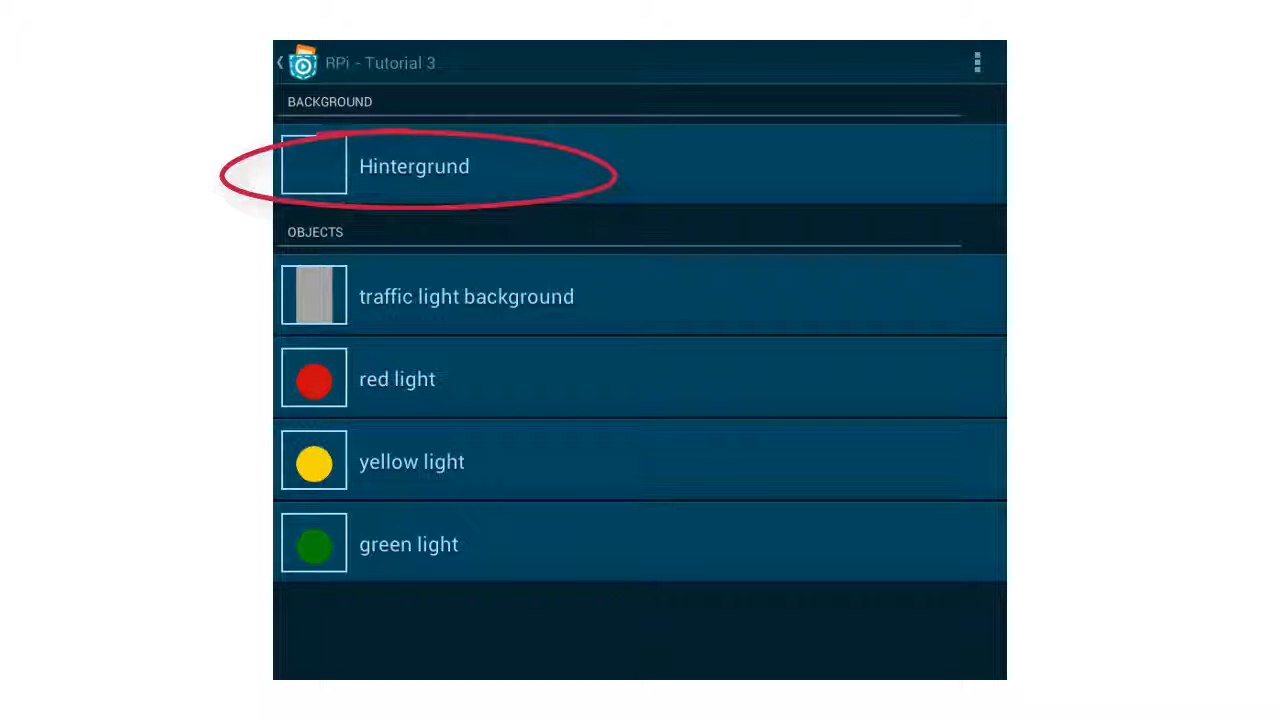 RPi - Tutorial 3
BACKGROUND
Hintergrund
OBJECTS
traffic light background
red light
yellow light
green light